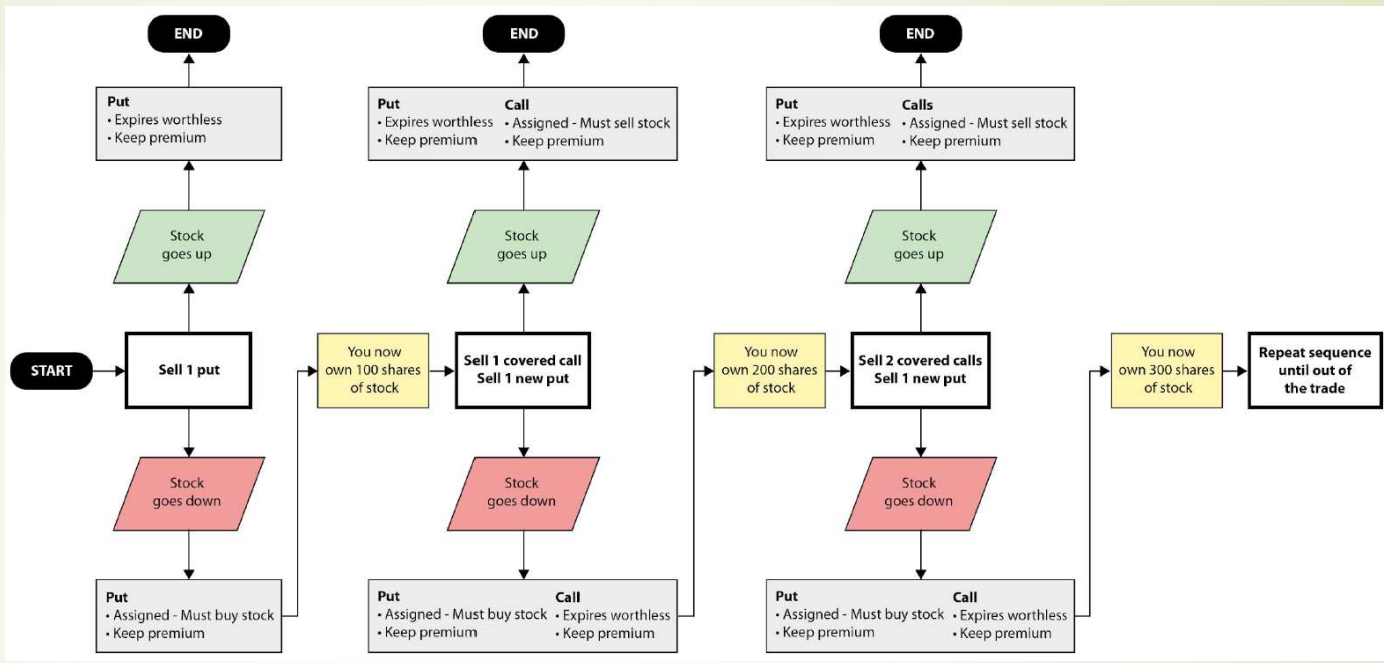 END
Put
• Expires worthless
• Keep premium
Stock
goes up
START
Sell 1 put
Stock
goes down
Put
• Assigned - Must buy stock
• Keep premium
You now
own 100 shares
of stock
END
Put
• Expires worthless
• Keep premium
Call
• Assigned - Must sell stock
• Keep premium
Stock
goes up
Sell 1 covered call
Sell 1 new put
Stock
goes down
Put
• Assigned - Must buy stock
• Keep premium
Call
• Expires worthless
• Keep premium
You now
own 200 shares
of stock
END
Put
• Expires worthless
• Keep premium
Calls
• Assigned - Must sell stock
• Keep premium
Stock
goes up
Sell 2 covered calls
Sell 1 new put
Stock
goes down
Put
• Assigned - Must buy stock
• Keep premium
Call
• Expires worthless
• Keep premium
You now
own 300 shares
of stock
Repeat sequence
until out of
the trade